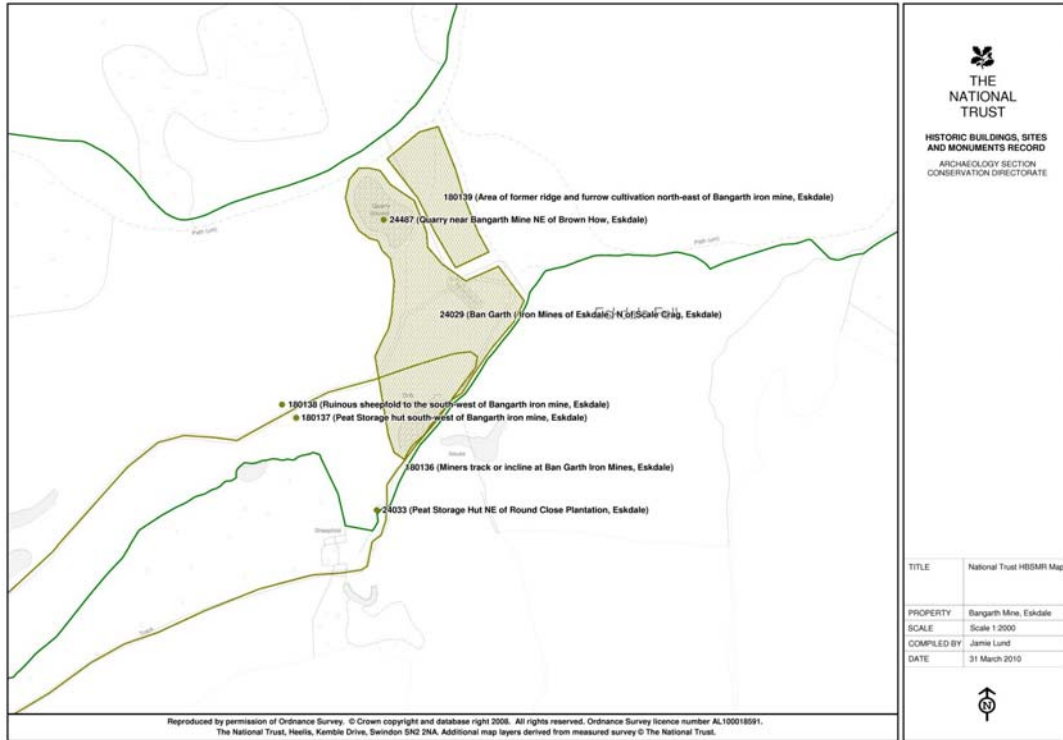 Path (um)
Quarry
180139 (Area of former ridge and furrow cultivation north-east of Bangarth iron mine, Eskdale)
24487 (Quarry near Bangarth Mine NE of Brown How, Eskdale)
Path (um)
Eskdale Fell
24029 (Ban Garth ( Iron Mines of Eskdale) N of Scale Crag, Eskdale)
180138 (Ruinous sheepfold to the south-west of Bangarth iron mine, Eskdale)
180137 (Peat Storage hut south-west of Bangarth iron mine, Eskdale)
180136 (Miners track or incline at Ban Garth Iron Mines, Eskdale)
24033 (Peat Storage Hut NE of Round Close Plantation, Eskdale)
Sheepfold
Track
THE
NATIONAL
TRUST
HISTORIC BUILDINGS, SITES
AND MONUMENTS RECORD
ARCHAEOLOGY SECTION
CONSERVATION DIRECTORATE
TITLE National Trust HBSMR Map
PROPERTY Bangarth Mine, Eskdale
SCALE Scale 1:2000
COMPILED BY Jamie Lund
DATE 31 March 2010
N
Reproduced by permission of Ordnance Survey. © Crown copyright and database right 2008. All rights reserved. Ordnance Survey licence number AL100018591.
The National Trust, Heelis, Kemble Drive, Swindon SN2 2NA. Additional map layers derived from measured survey © The National Trust.